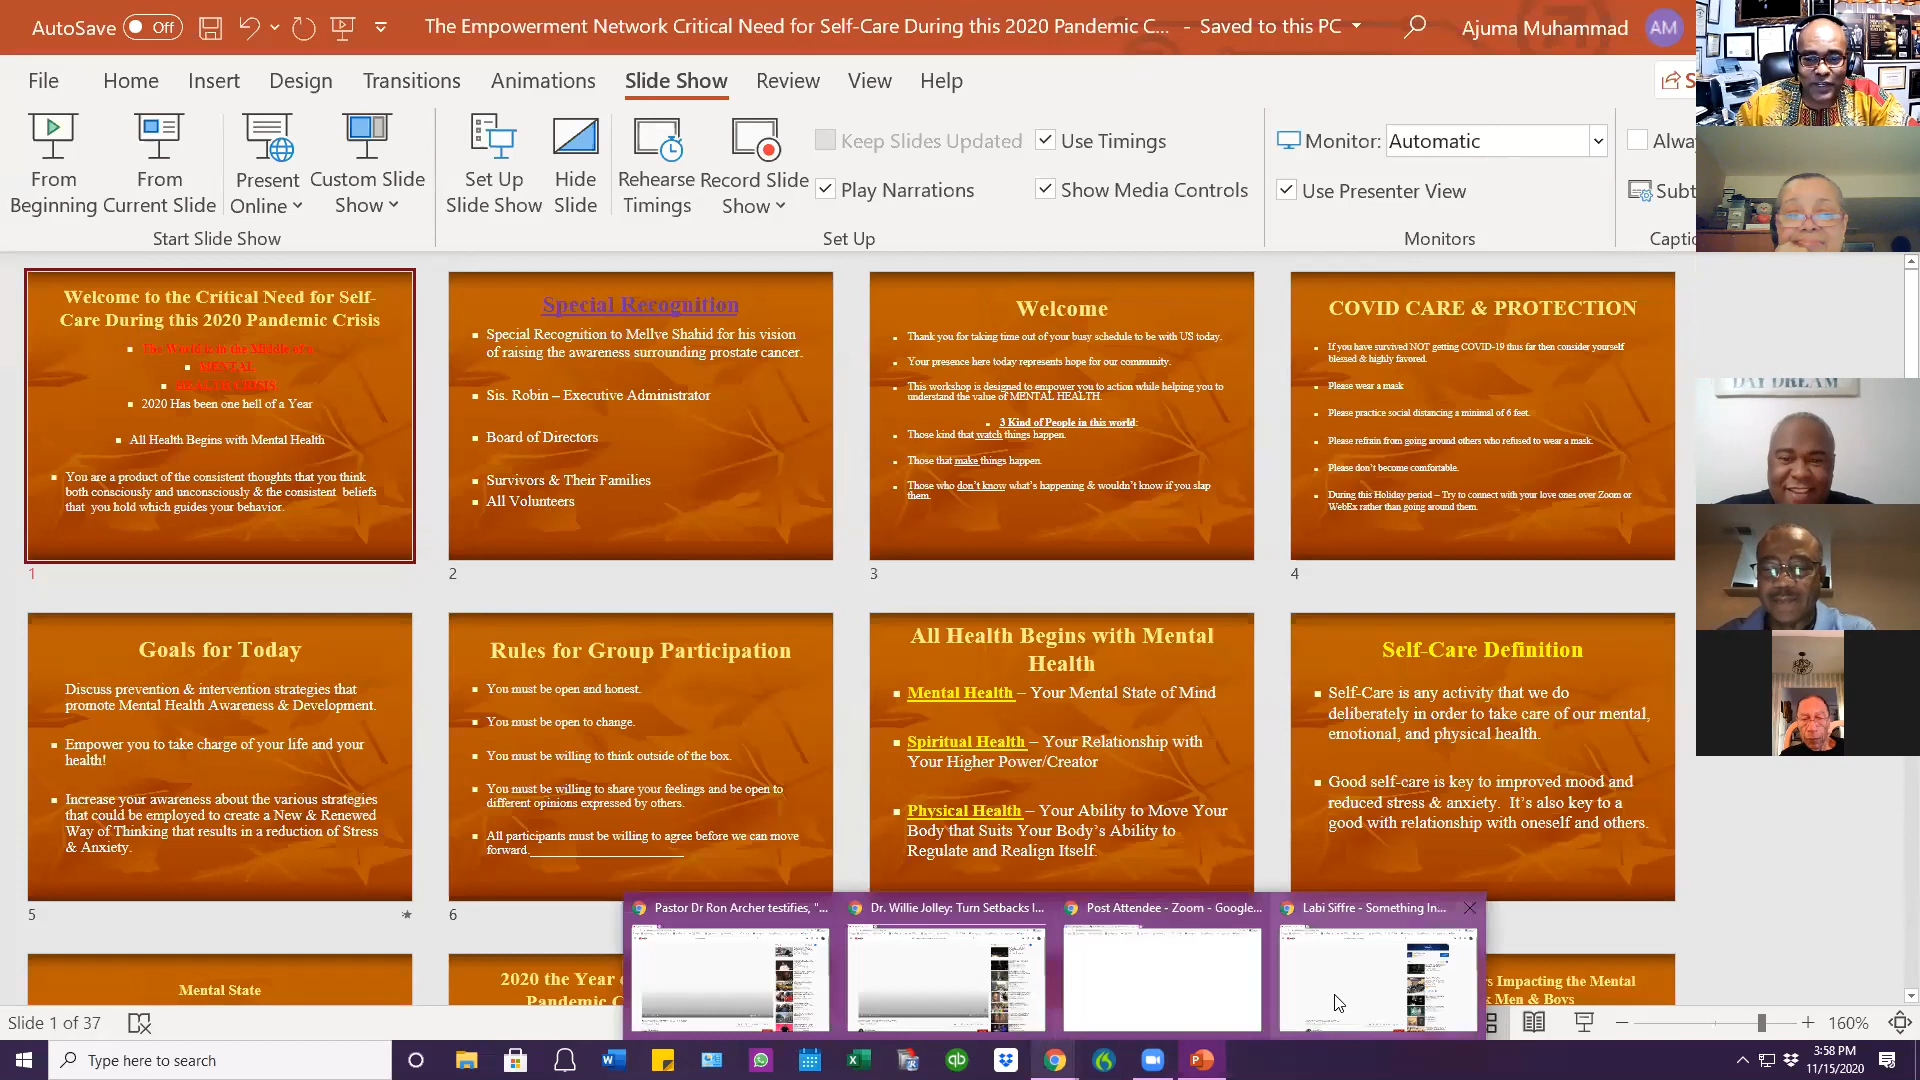 AutoSave Off
The Empowerment Network Critical Need for Self-Care During this 2020 Pandemic C... - Saved to this PC
Ajuma Muhammad AM
File Home Insert Design Transitions Animations Slide Show Review View Help
From Beginning
From Current Slide
Present Online
Custom Slide Show
Start Slide Show
Set Up Slide Show
Hide Slide
Rehearse Timings
Record Slide Show
Keep Slides Updated
Play Narrations
Use Timings
Show Media Controls
Set Up
Monitor: Automatic
Use Presenter View
Monitors
Alwa
Subt
Captio
Welcome to the Critical Need for Self-
Care During this 2020 Pandemic Crisis
The World is in the Middle of a
MENTAL
HEALTH CRISIS
2020 Has been one hell of a Year
All Health Begins with Mental Health
You are a product of the consistent thoughts that you think
both consciously and unconsciously & the consistent beliefs
that you hold which guides your behavior.
1
Special Recognition
Special Recognition to Mellve Shahid for his vision
of raising the awareness surrounding prostate cancer.
Sis. Robin – Executive Administrator
Board of Directors
Survivors & Their Families
All Volunteers
2
Welcome
Thank you for taking time out of your busy schedule to be with US today.
Your presence here today represents hope for our community.
This workshop is designed to empower you to action while helping you to
understand the value of MENTAL HEALTH.
3 Kind of People in this world:
Those kind that watch things happen.
Those that make things happen.
Those who don't know what's happening & wouldn't know if you slap
them.
3
COVID CARE & PROTECTION
If you have survived NOT getting COVID-19 thus far then consider yourself
blessed & highly favored.
Please wear a mask
Please practice social distancing a minimal of 6 feet.
Please refrain from going around others who refused to wear a mask.
Please don't become comfortable.
During this Holiday period – Try to connect with your love ones over Zoom or
WebEx rather than going around them.
4
DAY DREAM
Goals for Today
Discuss prevention & intervention strategies that
promote Mental Health Awareness & Development.
Empower you to take charge of your life and your
health!
Increase your awareness about the various strategies
that could be employed to create a New & Renewed
Way of Thinking that results in a reduction of Stress
& Anxiety.
5
Rules for Group Participation
You must be open and honest.
You must be open to change.
You must be willing to think outside of the box.
You must be willing to share your feelings and be open to
different opinions expressed by others.
All participants must be willing to agree before we can move
forward.
6
All Health Begins with Mental
Health
Mental Health – Your Mental State of Mind
Spiritual Health – Your Relationship with
Your Higher Power/Creator
Physical Health – Your Ability to Move Your
Body that Suits Your Body's Ability to
Regulate and Realign Itself.
Self-Care Definition
Self-Care is any activity that we do
deliberately in order to take care of our mental,
emotional, and physical health.
Good self-care is key to improved mood and
reduced stress & anxiety. It's also key to a
good with relationship with oneself and others.
Pastor Dr Ron Archer testifies, "...
Dr. Willie Jolley: Turn Setbacks I...
Post Attendee - Zoom - Google...
Labi Siffre - Something In...
Mental State
2020 the Year
Pandemic C
s Impacting the Mental
Men & Boys
Slide 1 of 37
160%
Type here to search
3:58 PM
11/15/2020